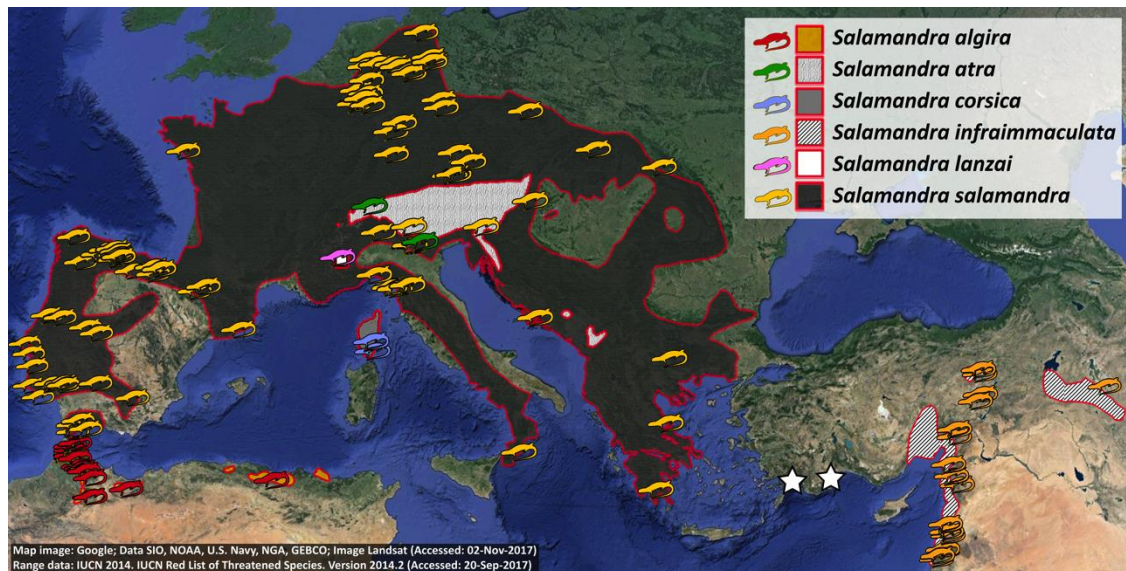 Salamandra algira
Salamandra atra
Salamandra corsica
Salamandra infraimmaculata
Salamandra lanzai
Salamandra salamandra
Map image: Google; Data SIO, NOAA, U.S. Navy, NGA, GEBCO; Image Landsat (Accessed: 02-Nov-2017)
Range data: IUCN 2014. IUCN Red List of Threatened Species. Version 2014.2 (Accessed: 20-Sep-2017)